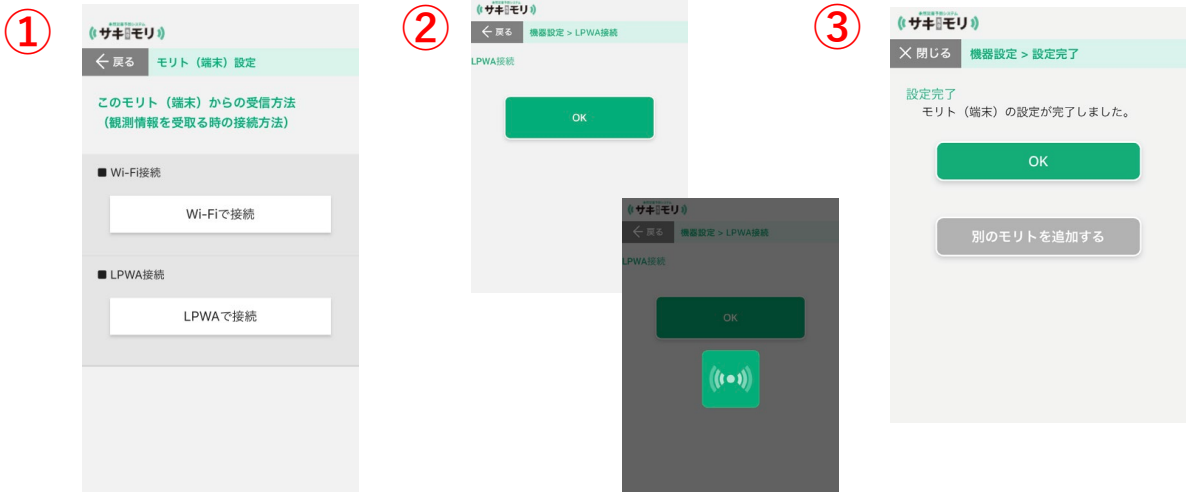 ①
サキモリ
← 戻る
モリト（端末）設定
このモリト（端末）からの受信方法
（観測情報を受取る時の接続方法）
■ Wi-Fi接続
Wi-Fiで接続
■ LPWA接続
LPWAで接続
②
サキモリ
← 戻る
機器設定 > LPWA接続
LPWA接続
OK
サキモリ
← 戻る
機器設定 > LPWA接続
LPWA接続
OK
③
サキモリ
× 閉じる
機器設定 > 設定完了
設定完了
モリト（端末）の設定が完了しました。
OK
別のモリトを追加する